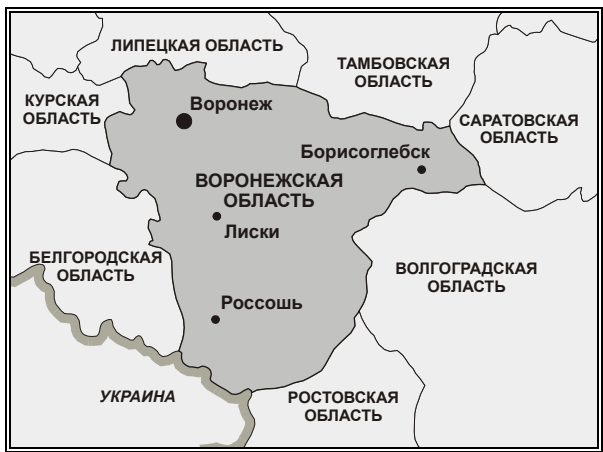 ЛИПЕЦКАЯ ОБЛАСТЬ
ТАМБОВСКАЯ
ОБЛАСТЬ
КУРСКАЯ
ОБЛАСТЬ
Воронеж
САРАТОВСКАЯ
ОБЛАСТЬ
Борисоглебск
ВОРОНЕЖСКАЯ
ОБЛАСТЬ
Лиски
БЕЛГОРОДСКАЯ
ОБЛАСТЬ
ВОЛГОГРАДСКАЯ
ОБЛАСТЬ
Россошь
УКРАИНА
РОСТОВСКАЯ
ОБЛАСТЬ